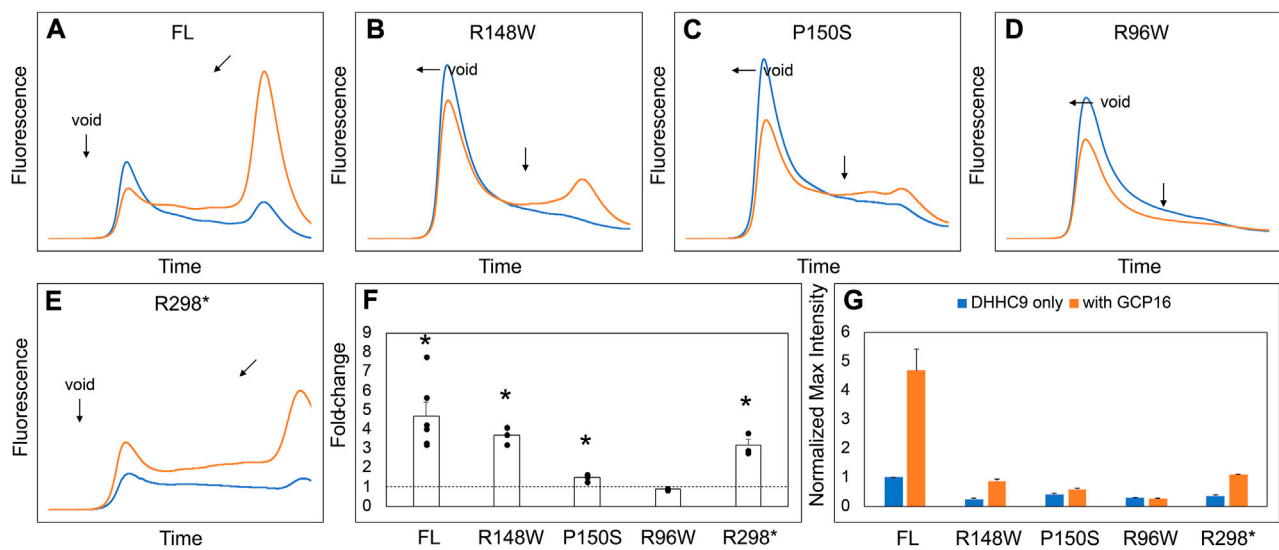 A
FL
void
Fluorescence
Time
B
R148W
void
Fluorescence
Time
C
P150S
void
Fluorescence
Time
D
R96W
void
Fluorescence
Time
E
R298*
void
Fluorescence
Time
F
Fold-change
9
8
7
6
5
4
3
2
1
0
*
*
*
*
FL R148W P150S R96W R298*
G
DHHC9 only with GCP16
Normalized Max Intensity
6
5
4
3
2
1
0
FL R148W P150S R96W R298*